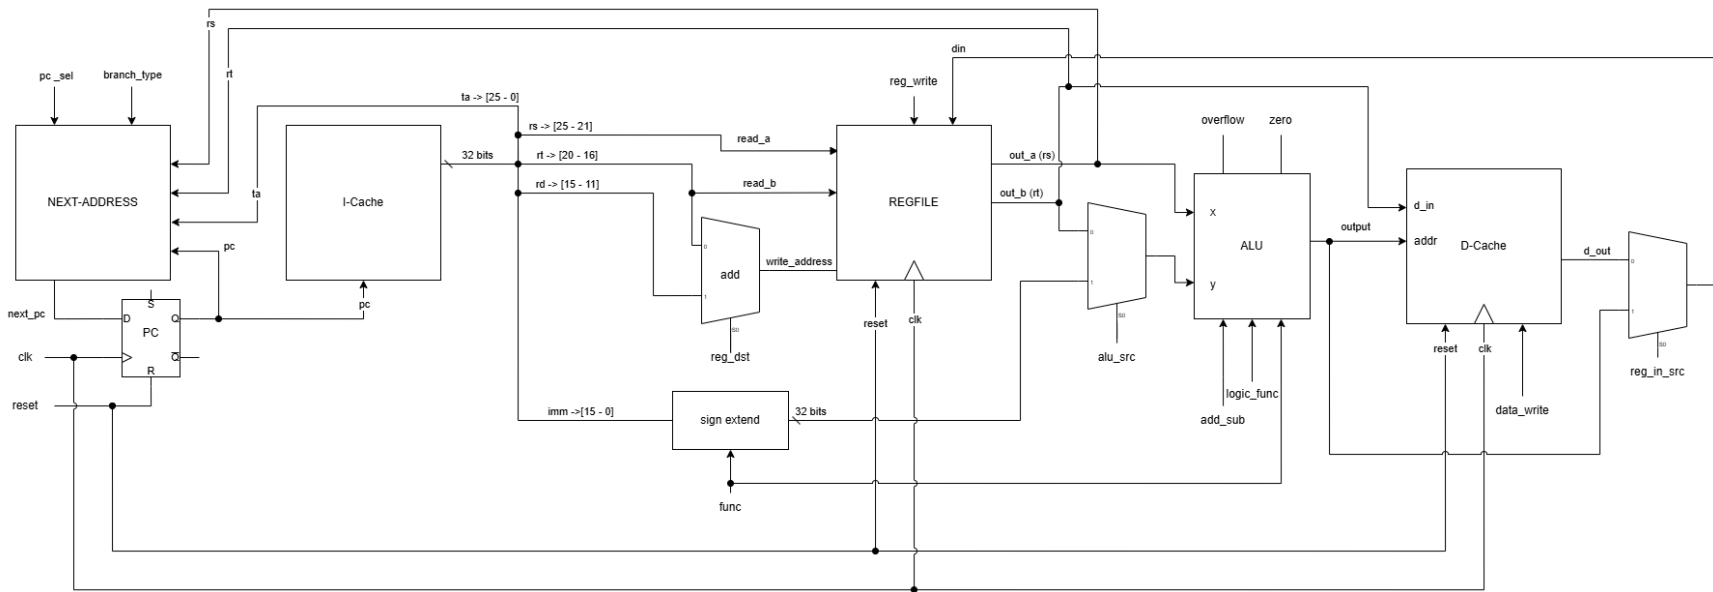 rs
rt
din
pc _sel
branch_type
reg_write
ta -> [25 - 0]
rs -> [25 - 21]
read_a
overflow
zero
32 bits
rt -> [20 - 16]
out_a (rs)
rd -> [15 - 11]
read_b
out_b (rt)
ta
NEXT-ADDRESS
I-Cache
REGFILE
d_in
x
output
addr
ALU
D-Cache
d_out
pc
0
add
write_address
0
0
1
1
y
next_pc
S
D
Q
PC
pc
1
S0
reset
clk
S0
S0
clk
Q
R
reg_dst
alu_src
reset
clk
reg_in_src
reset
logic_func
add_sub
data_write
imm ->[15 - 0]
sign extend
32 bits
func